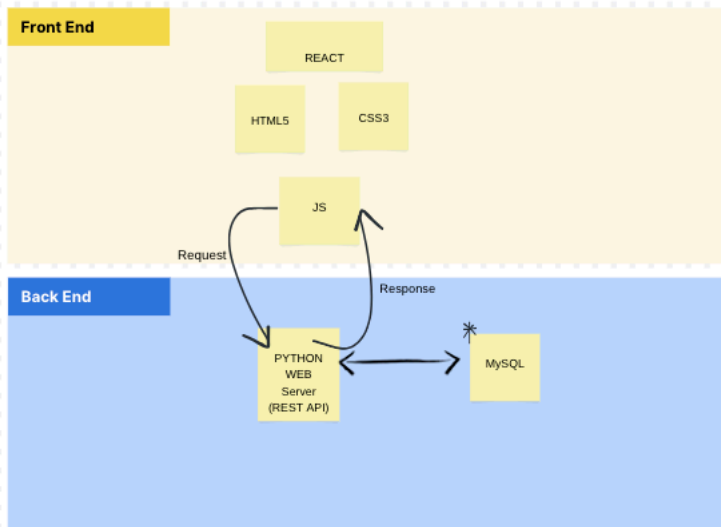 Front End
REACT
HTML5
CSS3
JS
Request
Back End
Response
PYTHON
WEB
Server
(REST API)
MySQL